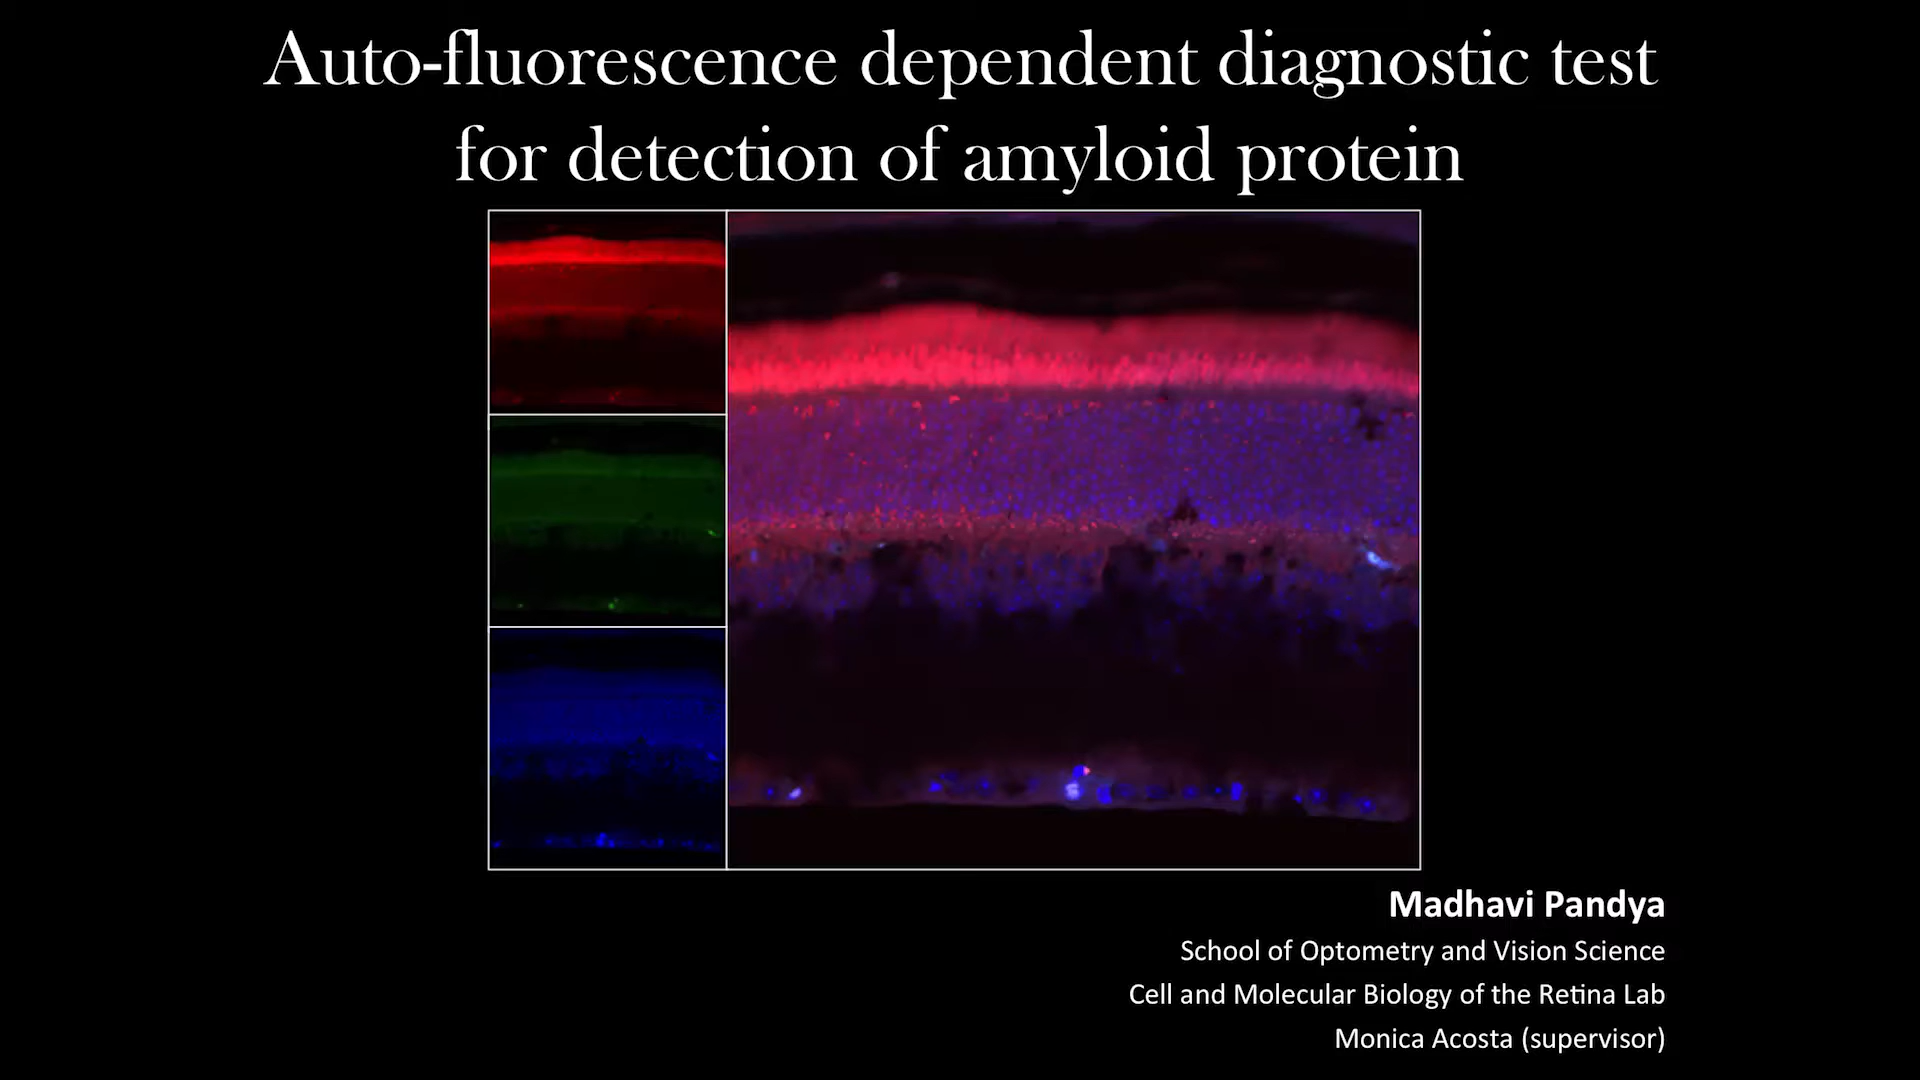 Auto-fluorescence dependent diagnostic test
for detection of amyloid protein
Madhavi Pandya
School of Optometry and Vision Science
Cell and Molecular Biology of the Retina Lab
Monica Acosta (supervisor)